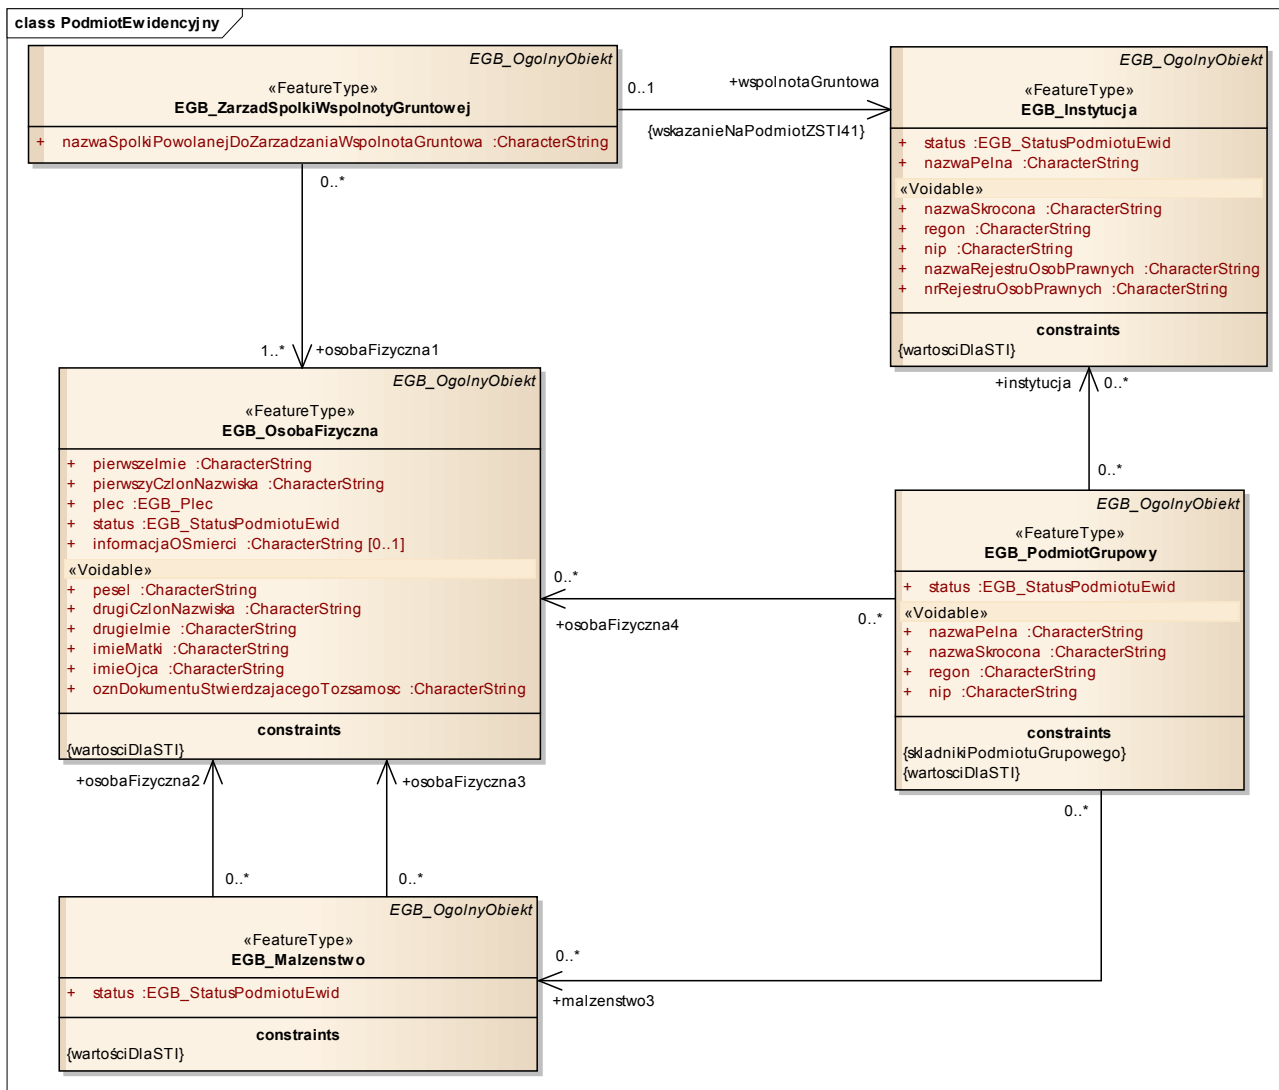 class PodmiotEwidencyjny
EGB_OgolnyObiekt
«FeatureType»
EGB_ZarzadSpolkiWspolnotyGruntowej
+ nazwaSpolkiPowolanejDoZarzadzaniaWspolnotaGruntowa :CharacterString
0..1
+wspolnotaGruntowa
{wskazanieNaPodmiotZSTI41}
EGB_OgolnyObiekt
«FeatureType»
EGB_Instytucja
+ status :EGB_StatusPodmiotuEwid
+ nazwaPelna :CharacterString
«Voidable»
+ nazwaSkrocona :CharacterString
+ regon :CharacterString
+ nip :CharacterString
+ nazwaRejestruOsobPrawnych :CharacterString
+ nrRejestruOsobPrawnych :CharacterString
constraints
{wartosciDlaSTI}
0..*
1..*
+osobaFizyczna1
+instytucja
0..*
0..*
EGB_OgolnyObiekt
«FeatureType»
EGB_OsobaFizyczna
+ pierwszeImie :CharacterString
+ pierwszyCzlonNazwiska :CharacterString
+ plec :EGB_Plec
+ status :EGB_StatusPodmiotuEwid
+ informacjaOSmierci :CharacterString [0..1]
«Voidable»
+ pesel :CharacterString
+ drugiCzlonNazwiska :CharacterString
+ drugieImie :CharacterString
+ imieMatki :CharacterString
+ imieOjca :CharacterString
+ oznDokumentuStwierdzajacegoTozsamosc :CharacterString
constraints
{wartosciDlaSTI}
0..*
+osobaFizyczna4
0..*
EGB_OgolnyObiekt
«FeatureType»
EGB_PodmiotGrupowy
+ status :EGB_StatusPodmiotuEwid
«Voidable»
+ nazwaPelna :CharacterString
+ nazwaSkrocona :CharacterString
+ regon :CharacterString
+ nip :CharacterString
constraints
{skladnikiPodmiotuGrupowego}
{wartosciDlaSTI}
+osobaFizyczna2
+osobaFizyczna3
0..*
0..*
0..*
EGB_OgolnyObiekt
«FeatureType»
EGB_Malzenstwo
+ status :EGB_StatusPodmiotuEwid
constraints
{wartościDlaSTI}
0..*
+malzenstwo3